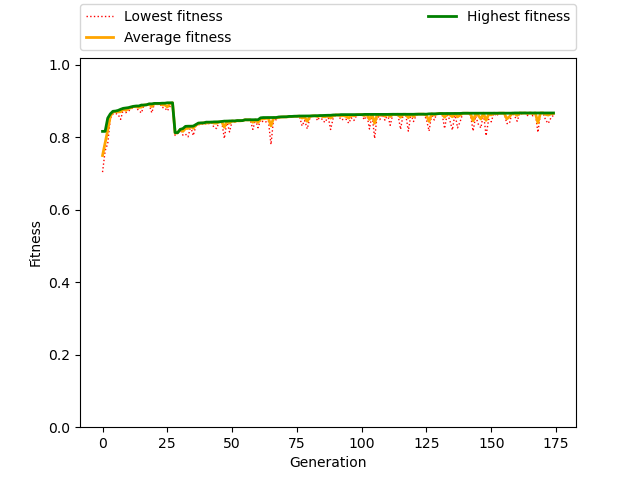 Lowest fitness
Average fitness
Highest fitness
1.0
0.8
0.6
0.4
0.2
0.0
Fitness
0 25 50 75 100 125 150 175
Generation